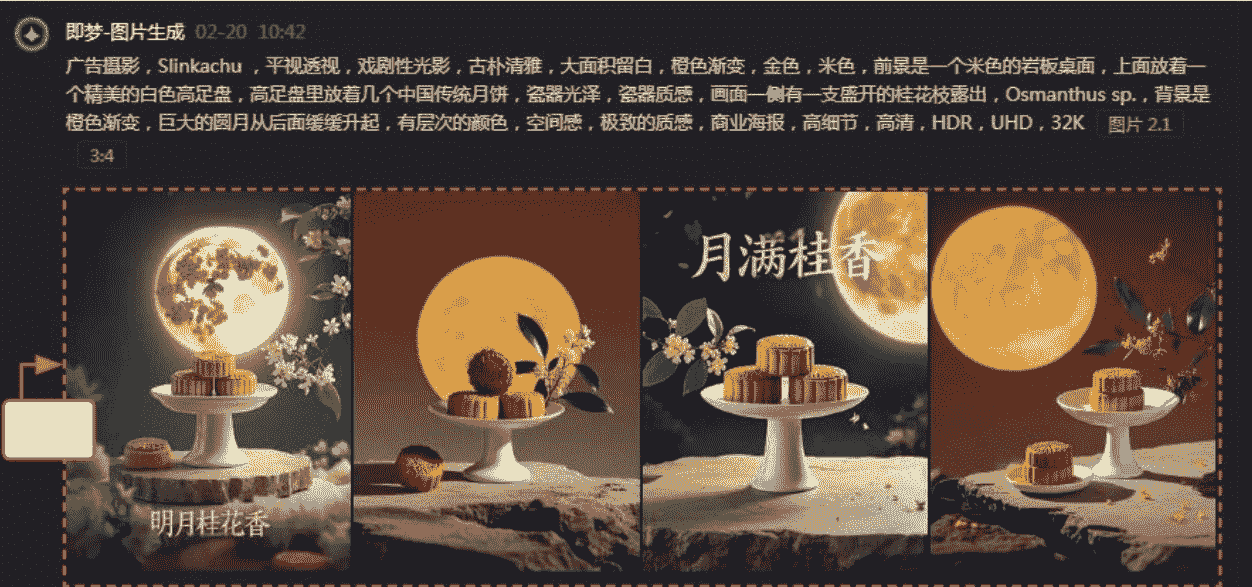 即梦-图片生成 02-20 10:42
广告摄影，Slinkachu ，平视透视，戏剧性光影，古朴清雅，大面积留白，橙色渐变，金色，米色，前景是一个米色的岩板桌面，上面放着一
个精美的白色高足盘，高足盘里放着几个中国传统月饼，瓷器光泽，瓷器质感，画面一侧有一支盛开的桂花枝露出，Osmanthus sp.，背景是
橙色渐变，巨大的圆月从后面缓缓升起，有层次的颜色，空间感，极致的质感，商业海报，高细节，高清，HDR，UHD，32K 图片 2.1
3:4
月满桂香
明月桂花香